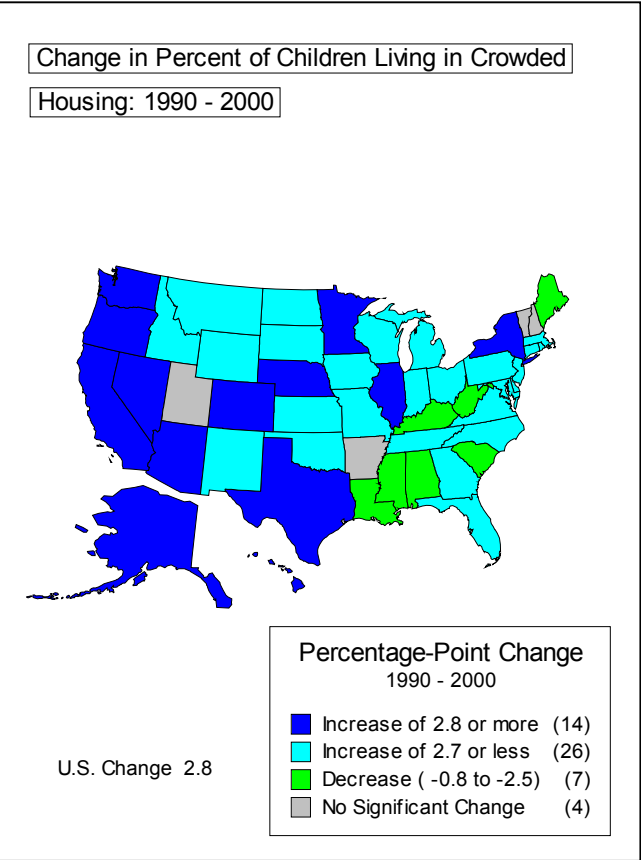 Change in Percent of Children Living in Crowded
Housing: 1990 - 2000
Percentage-Point Change
1990 - 2000
Increase of 2.8 or more (14)
Increase of 2.7 or less (26)
Decrease ( -0.8 to -2.5) (7)
No Significant Change (4)
U.S. Change 2.8